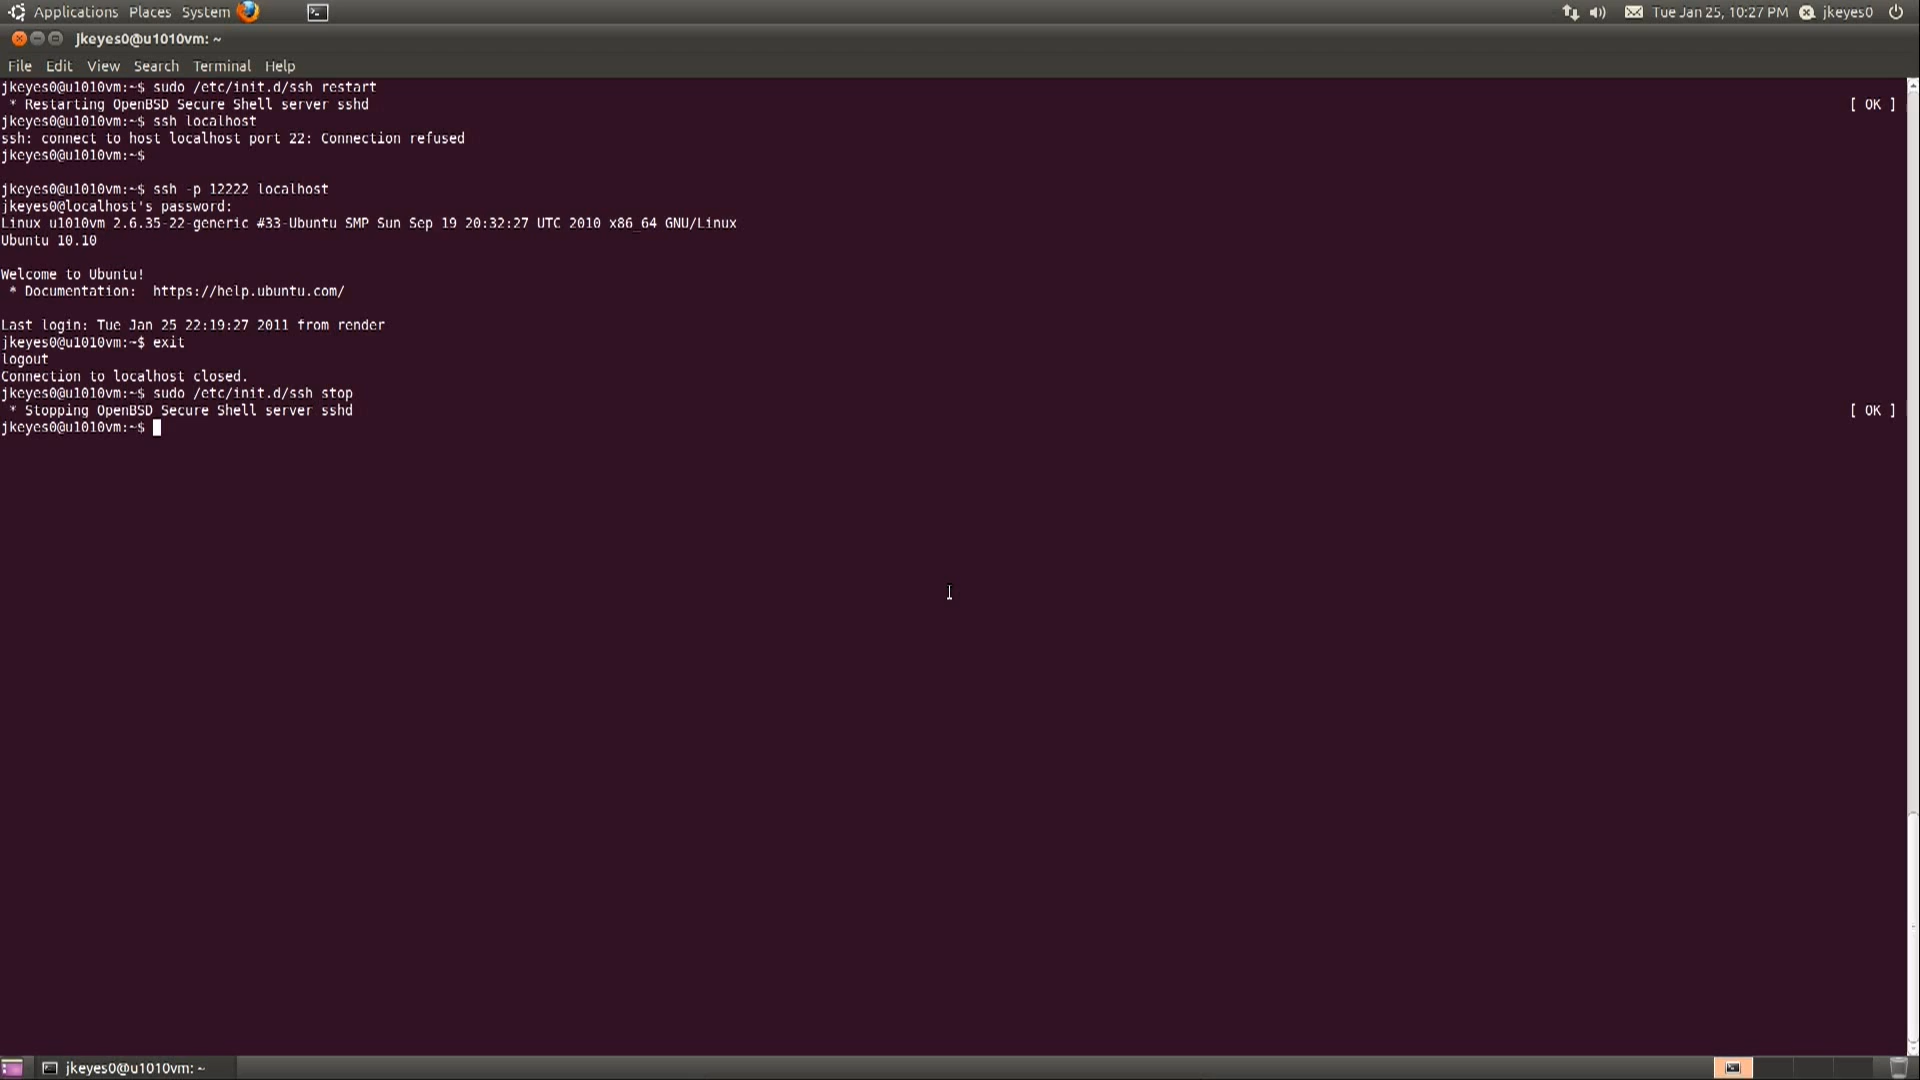 Applications Places System
Tue Jan 25, 10:27 PM jkeyes0
jkeyes0@u1010vm: ~
File Edit View Search Terminal Help
jkeyes0@u1010vm:~$ sudo /etc/init.d/ssh restart
 * Restarting OpenBSD Secure Shell server sshd [ OK ]
jkeyes0@u1010vm:~$ ssh localhost
ssh: connect to host localhost port 22: Connection refused
jkeyes0@u1010vm:~$
jkeyes0@u1010vm:~$ ssh -p 12222 localhost
jkeyes0@localhost's password:
Linux u1010vm 2.6.35-22-generic #33-Ubuntu SMP Sun Sep 19 20:32:27 UTC 2010 x86_64 GNU/Linux
Ubuntu 10.10
Welcome to Ubuntu!
 * Documentation:  https://help.ubuntu.com/
Last login: Tue Jan 25 22:19:27 2011 from render
jkeyes0@u1010vm:~$ exit
logout
Connection to localhost closed.
jkeyes0@u1010vm:~$ sudo /etc/init.d/ssh stop
 * Stopping OpenBSD Secure Shell server sshd [ OK ]
jkeyes0@u1010vm:~$
jkeyes0@u1010vm: ~